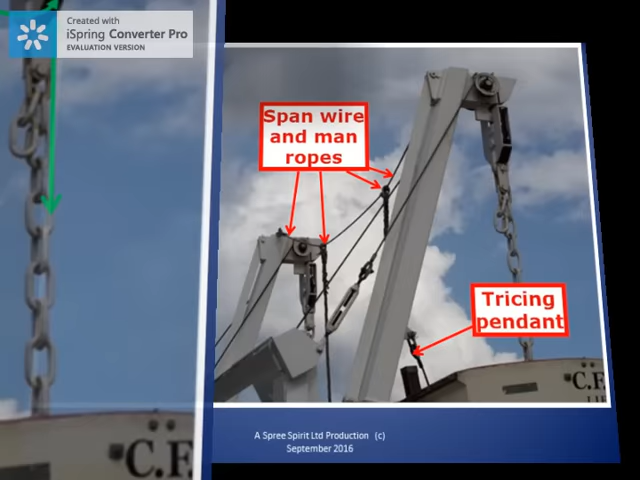 Created with
iSpring Converter Pro
EVALUATION VERSION
Span wire
and man
ropes
Tricing
pendant
C.F.
C.F
A Spree Spirit Ltd Production (c)
September 2016